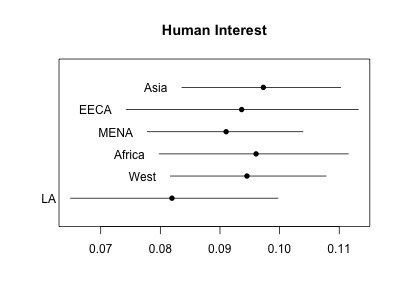 Human Interest
Asia
EECA
MENA
Africa
West
LA
0.07 0.08 0.09 0.10 0.11